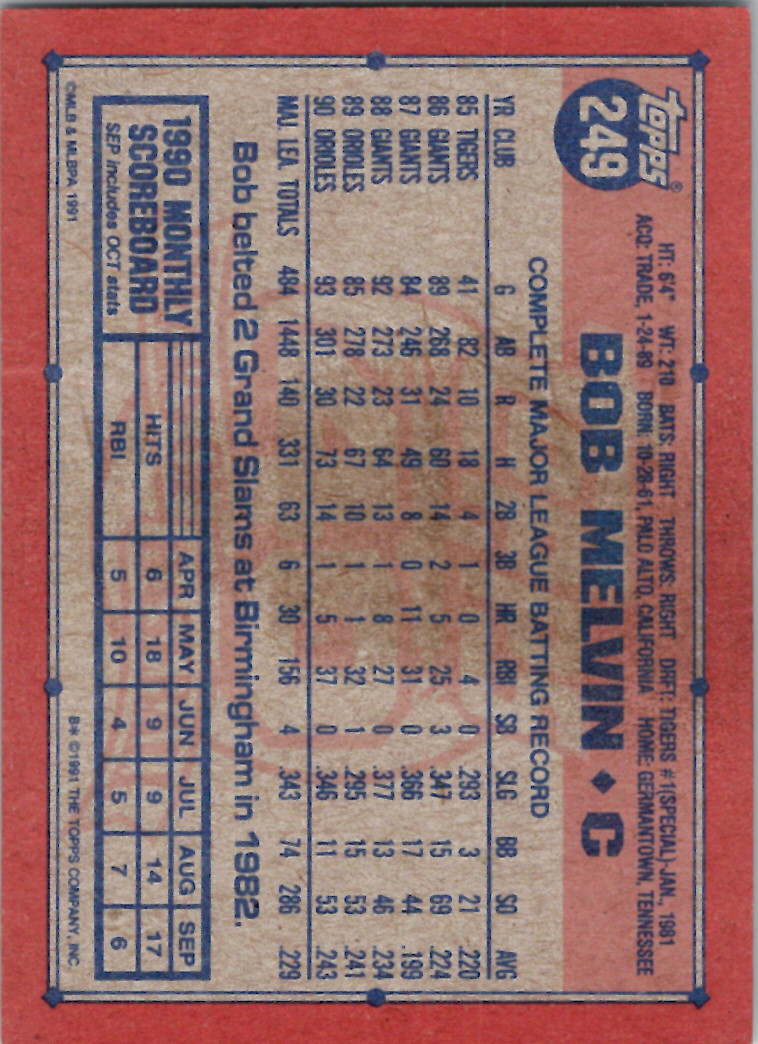 topps®
249
HT: 6'4" WT: 210 BATS: RIGHT THROWS: RIGHT DRFT: TIGERS #1(SPECIAL)-JAN., 1981
ACQ: TRADE, 1-24-89 BORN: 10-28-61, PALO ALTO, CALIFORNIA HOME: GERMANTOWN, TENNESSEE
BOB MELVIN ♦ C
COMPLETE MAJOR LEAGUE BATTING RECORD
YR CLUB G AB R H 2B 3B HR RBI SB SLG BB SO AVG
85 TIGERS 41 82 10 18 4 1 0 4 0 .293 3 21 .220
86 GIANTS 89 268 24 60 14 2 5 25 3 .347 15 69 .224
87 GIANTS 84 246 31 49 8 0 11 31 0 .366 17 44 .199
88 GIANTS 92 273 23 64 13 1 8 27 0 .377 13 46 .234
89 ORIOLES 85 278 22 67 10 1 1 32 1 .295 15 53 .241
90 ORIOLES 93 301 30 73 14 1 5 37 0 .346 11 53 .243
MAJ. LEA. TOTALS 484 1448 140 331 63 6 30 156 4 .343 74 286 .229
Bob belted 2 Grand Slams at Birmingham in 1982.
1990 MONTHLY
SCOREBOARD
SEP includes OCT stats
APR MAY JUN JUL AUG SEP
HITS 6 18 9 9 14 17
RBI 5 10 4 5 7 6
©MLB & MLBPA 1991
B* ©1991 THE TOPPS COMPANY, INC.